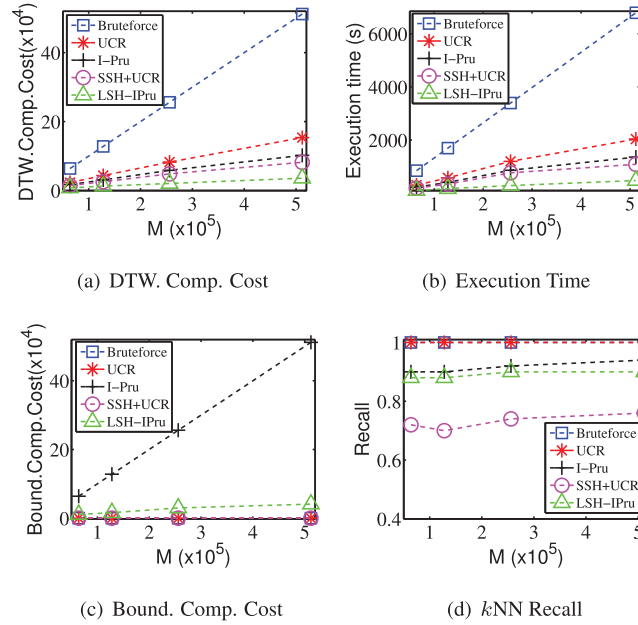 DTW.Comp.Cost(x10⁴)
40
20
0
Bruteforce
UCR
I−Pru
SSH+UCR
LSH−IPru
1 2 3 4 5
M (x10⁵)
(a) DTW. Comp. Cost
Execution time (s)
6000
4000
2000
Bruteforce
UCR
I−Pru
SSH+UCR
LSH−IPru
1 2 3 4 5
M (x10⁵)
(b) Execution Time
Bound.Comp.Cost(x10⁴)
40
20
0
Bruteforce
UCR
I−Pru
SSH+UCR
LSH−IPru
1 2 3 4 5
M (x10⁵)
(c) Bound. Comp. Cost
Recall
1
0.8
0.6
0.4
Bruteforce
UCR
I−Pru
SSH+UCR
LSH−IPru
1 2 3 4 5
M (x10⁵)
(d) kNN Recall